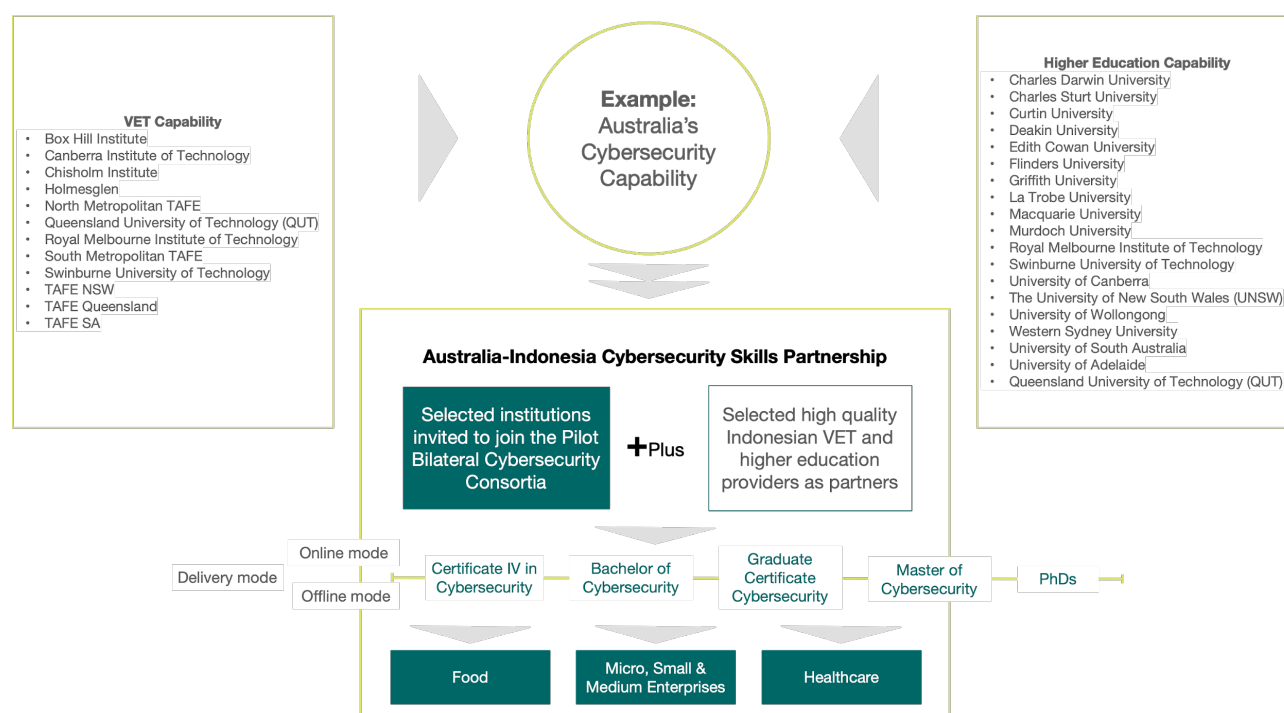 VET Capability
• Box Hill Institute
• Canberra Institute of Technology
• Chisholm Institute
• Holmesglen
• North Metropolitan TAFE
• Queensland University of Technology (QUT)
• Royal Melbourne Institute of Technology
• South Metropolitan TAFE
• Swinburne University of Technology
• TAFE NSW
• TAFE Queensland
• TAFE SA
Example:
Australia's
Cybersecurity
Capability
Higher Education Capability
• Charles Darwin University
• Charles Sturt University
• Curtin University
• Deakin University
• Edith Cowan University
• Flinders University
• Griffith University
• La Trobe University
• Macquarie University
• Murdoch University
• Royal Melbourne Institute of Technology
• Swinburne University of Technology
• University of Canberra
• The University of New South Wales (UNSW)
• University of Wollongong
• Western Sydney University
• University of South Australia
• University of Adelaide
• Queensland University of Technology (QUT)
Australia-Indonesia Cybersecurity Skills Partnership
Selected institutions
invited to join the Pilot
Bilateral Cybersecurity
Consortia
+Plus
Selected high quality
Indonesian VET and
higher education
providers as partners
Delivery mode
Online mode
Offline mode
Certificate IV in
Cybersecurity
Bachelor of
Cybersecurity
Graduate
Certificate
Cybersecurity
Master of
Cybersecurity
PhDs
Food
Micro, Small &
Medium Enterprises
Healthcare